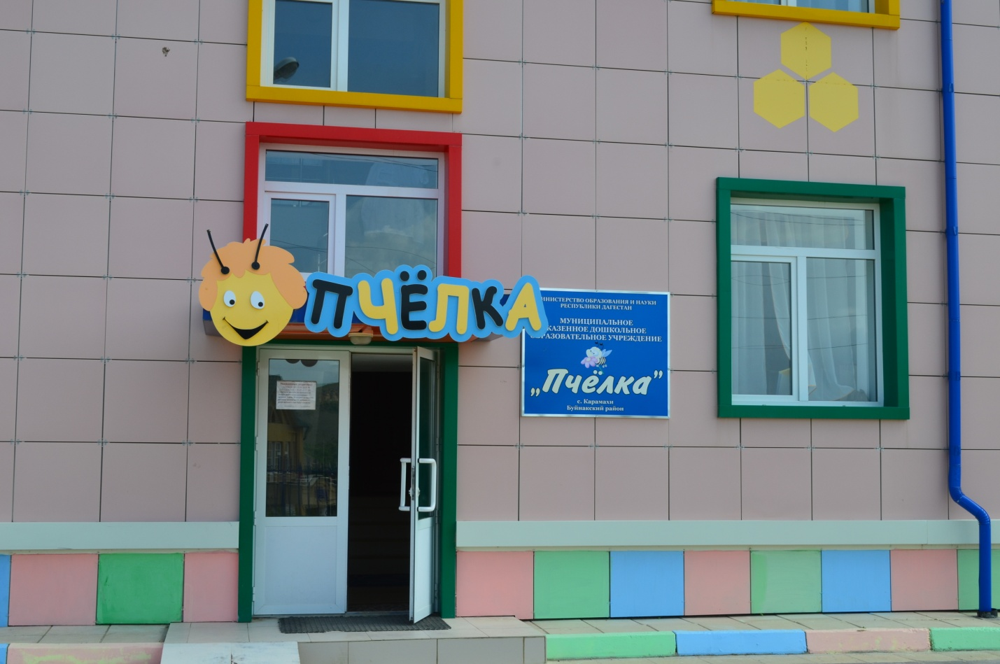 ПЧЁЛКА
МИНИСТЕРСТВО ОБРАЗОВАНИЯ И НАУКИ
РЕСПУБЛИКИ ДАГЕСТАН
МУНИЦИПАЛЬНОЕ
КАЗЕННОЕ ДОШКОЛЬНОЕ
ОБРАЗОВАТЕЛЬНОЕ УЧРЕЖДЕНИЕ
„Пчёлка”
с. Карамахи
Буйнакский район